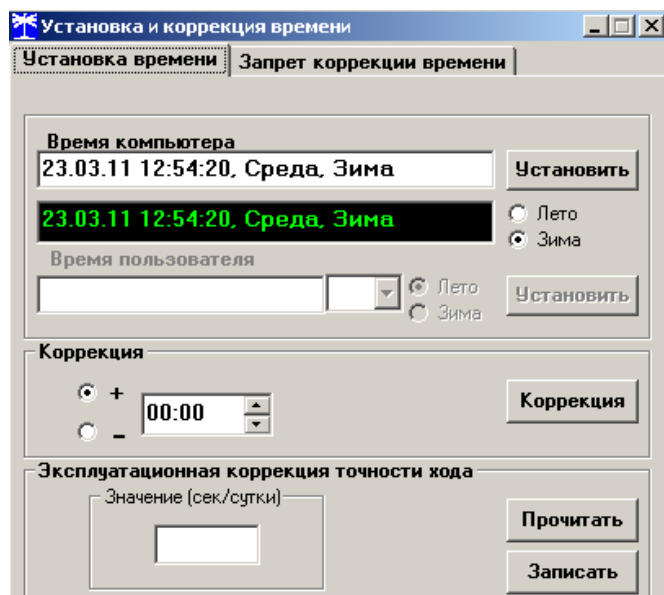 Установка и коррекция времени
Установка времени Запрет коррекции времени
Время компьютера
23.03.11 12:54:20, Среда, Зима Установить
23.03.11 12:54:20, Среда, Зима Лето
Зима
Время пользователя
Лето Установить
Зима
Коррекция
+
00:00 Коррекция
-
Эксплуатационная коррекция точности хода
Значение (сек/сутки)
Прочитать
Записать